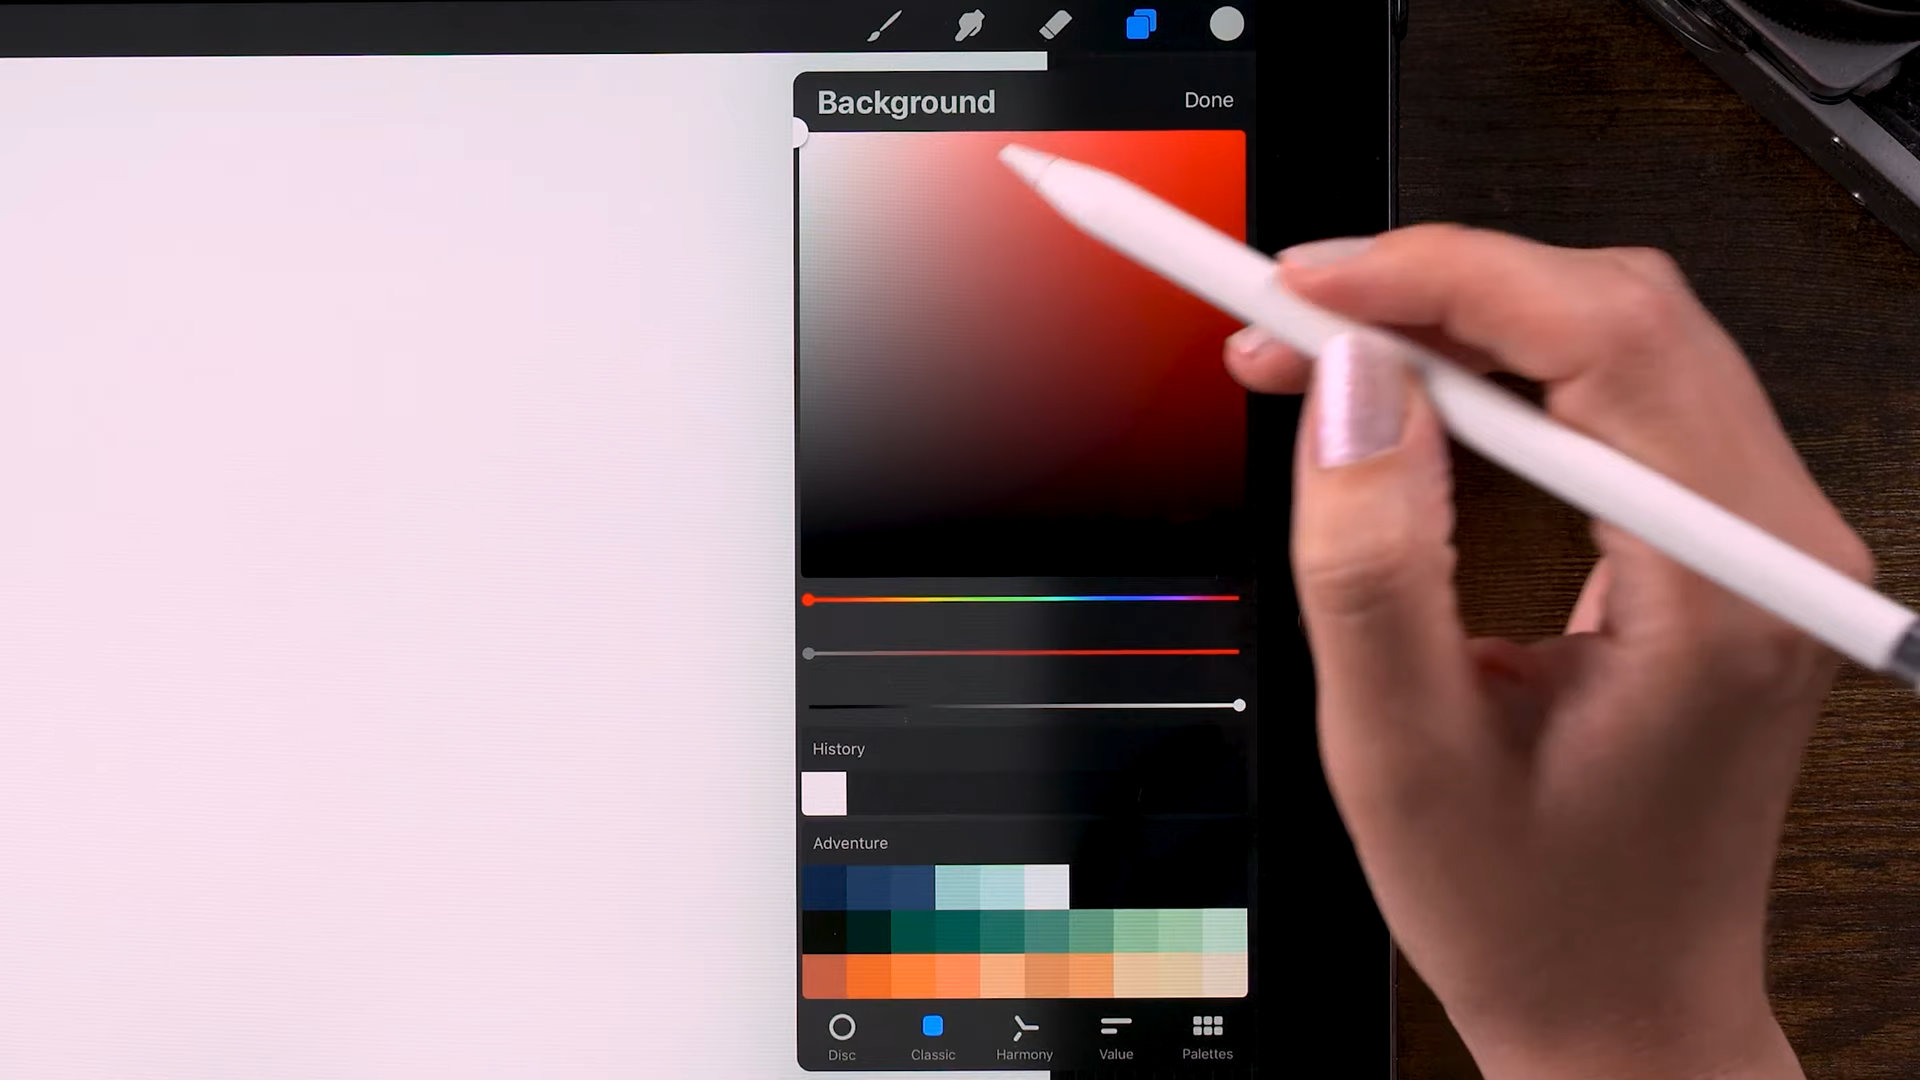 Background
Done
History
Adventure
Disc
Classic
Harmony
Value
Palettes